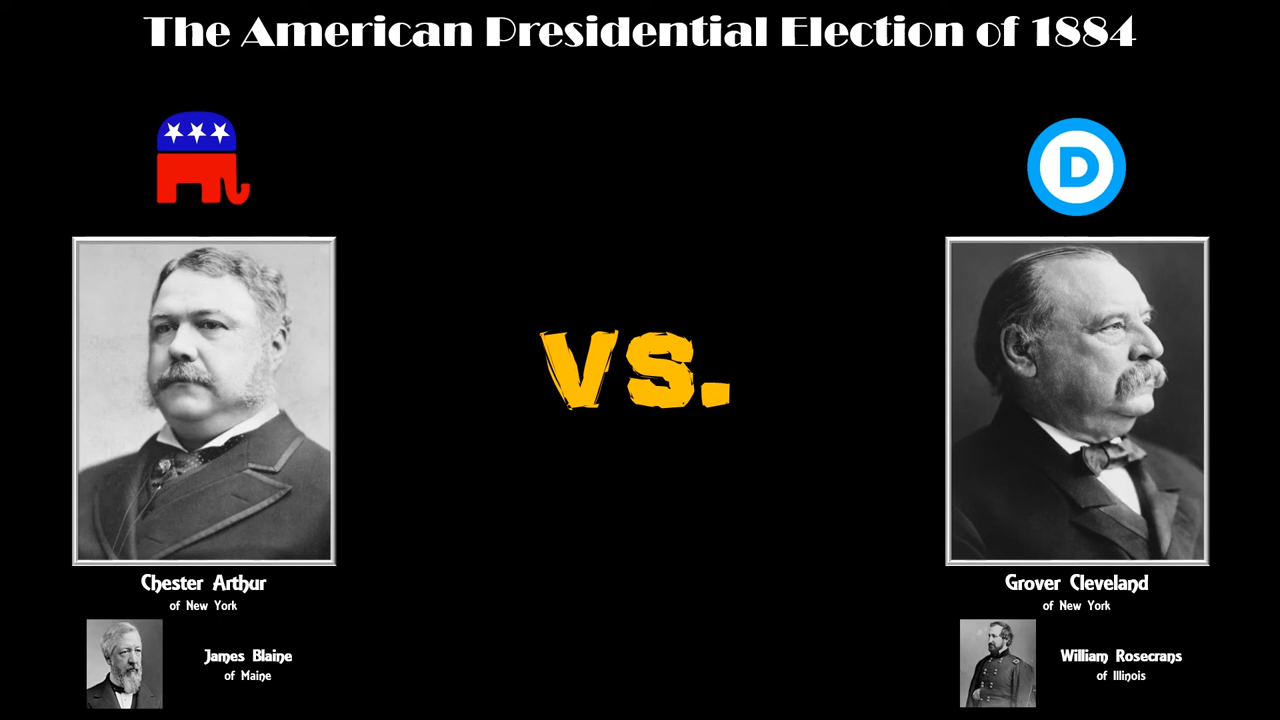 The American Presidential Election of 1884
D
vs.
Chester Arthur
of New York
Grover Cleveland
of New York
James Blaine
of Maine
William Rosecrans
of Illinois